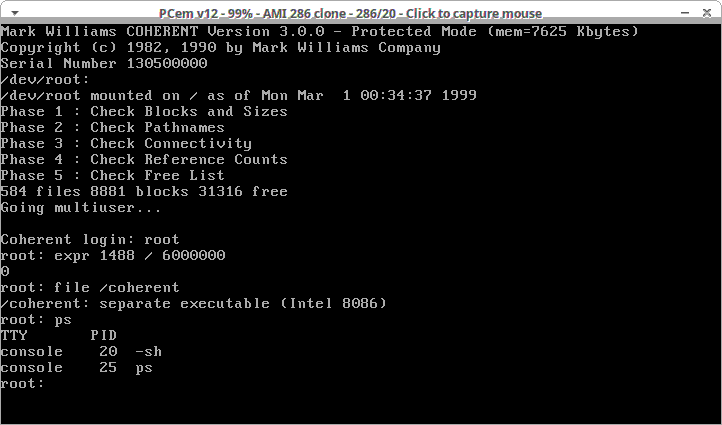 PCem v12 - 99% - AMI 286 clone - 286/20 - Click to capture mouse
Mark Williams COHERENT Version 3.0.0 - Protected Mode (mem=7625 Kbytes)
Copyright (c) 1982, 1990 by Mark Williams Company
Serial Number 130500000
/dev/root:
/dev/root mounted on / as of Mon Mar  1 00:34:37 1999
Phase 1 : Check Blocks and Sizes
Phase 2 : Check Pathnames
Phase 3 : Check Connectivity
Phase 4 : Check Reference Counts
Phase 5 : Check Free List
584 files 8881 blocks 31316 free
Going multiuser...
Coherent login: root
root: expr 1488 / 6000000
0
root: file /coherent
/coherent: separate executable (Intel 8086)
root: ps
TTY       PID
console    20  -sh
console    25  ps
root: